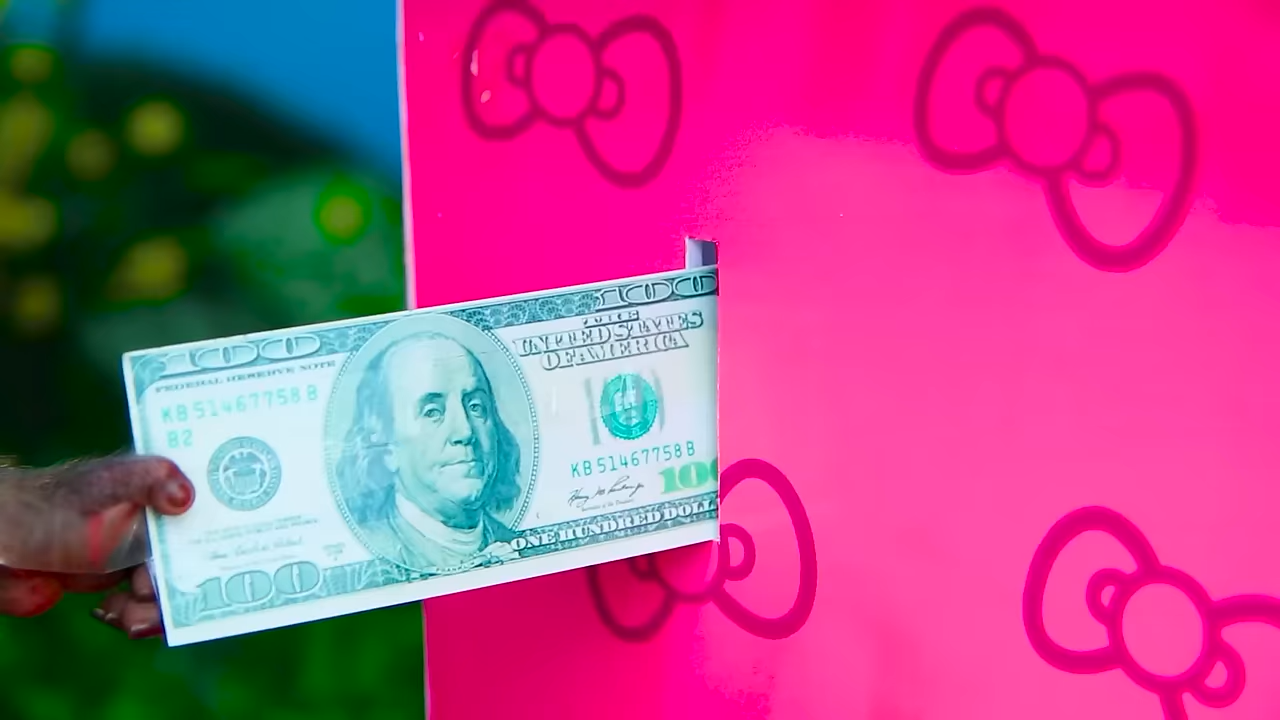 100
100
FEDERAL RESERVE NOTE
UNITED STATES
OF AMERICA
KB 51467758 B
B2
KB 51467758 B
100
ONE HUNDRED DOLL
100